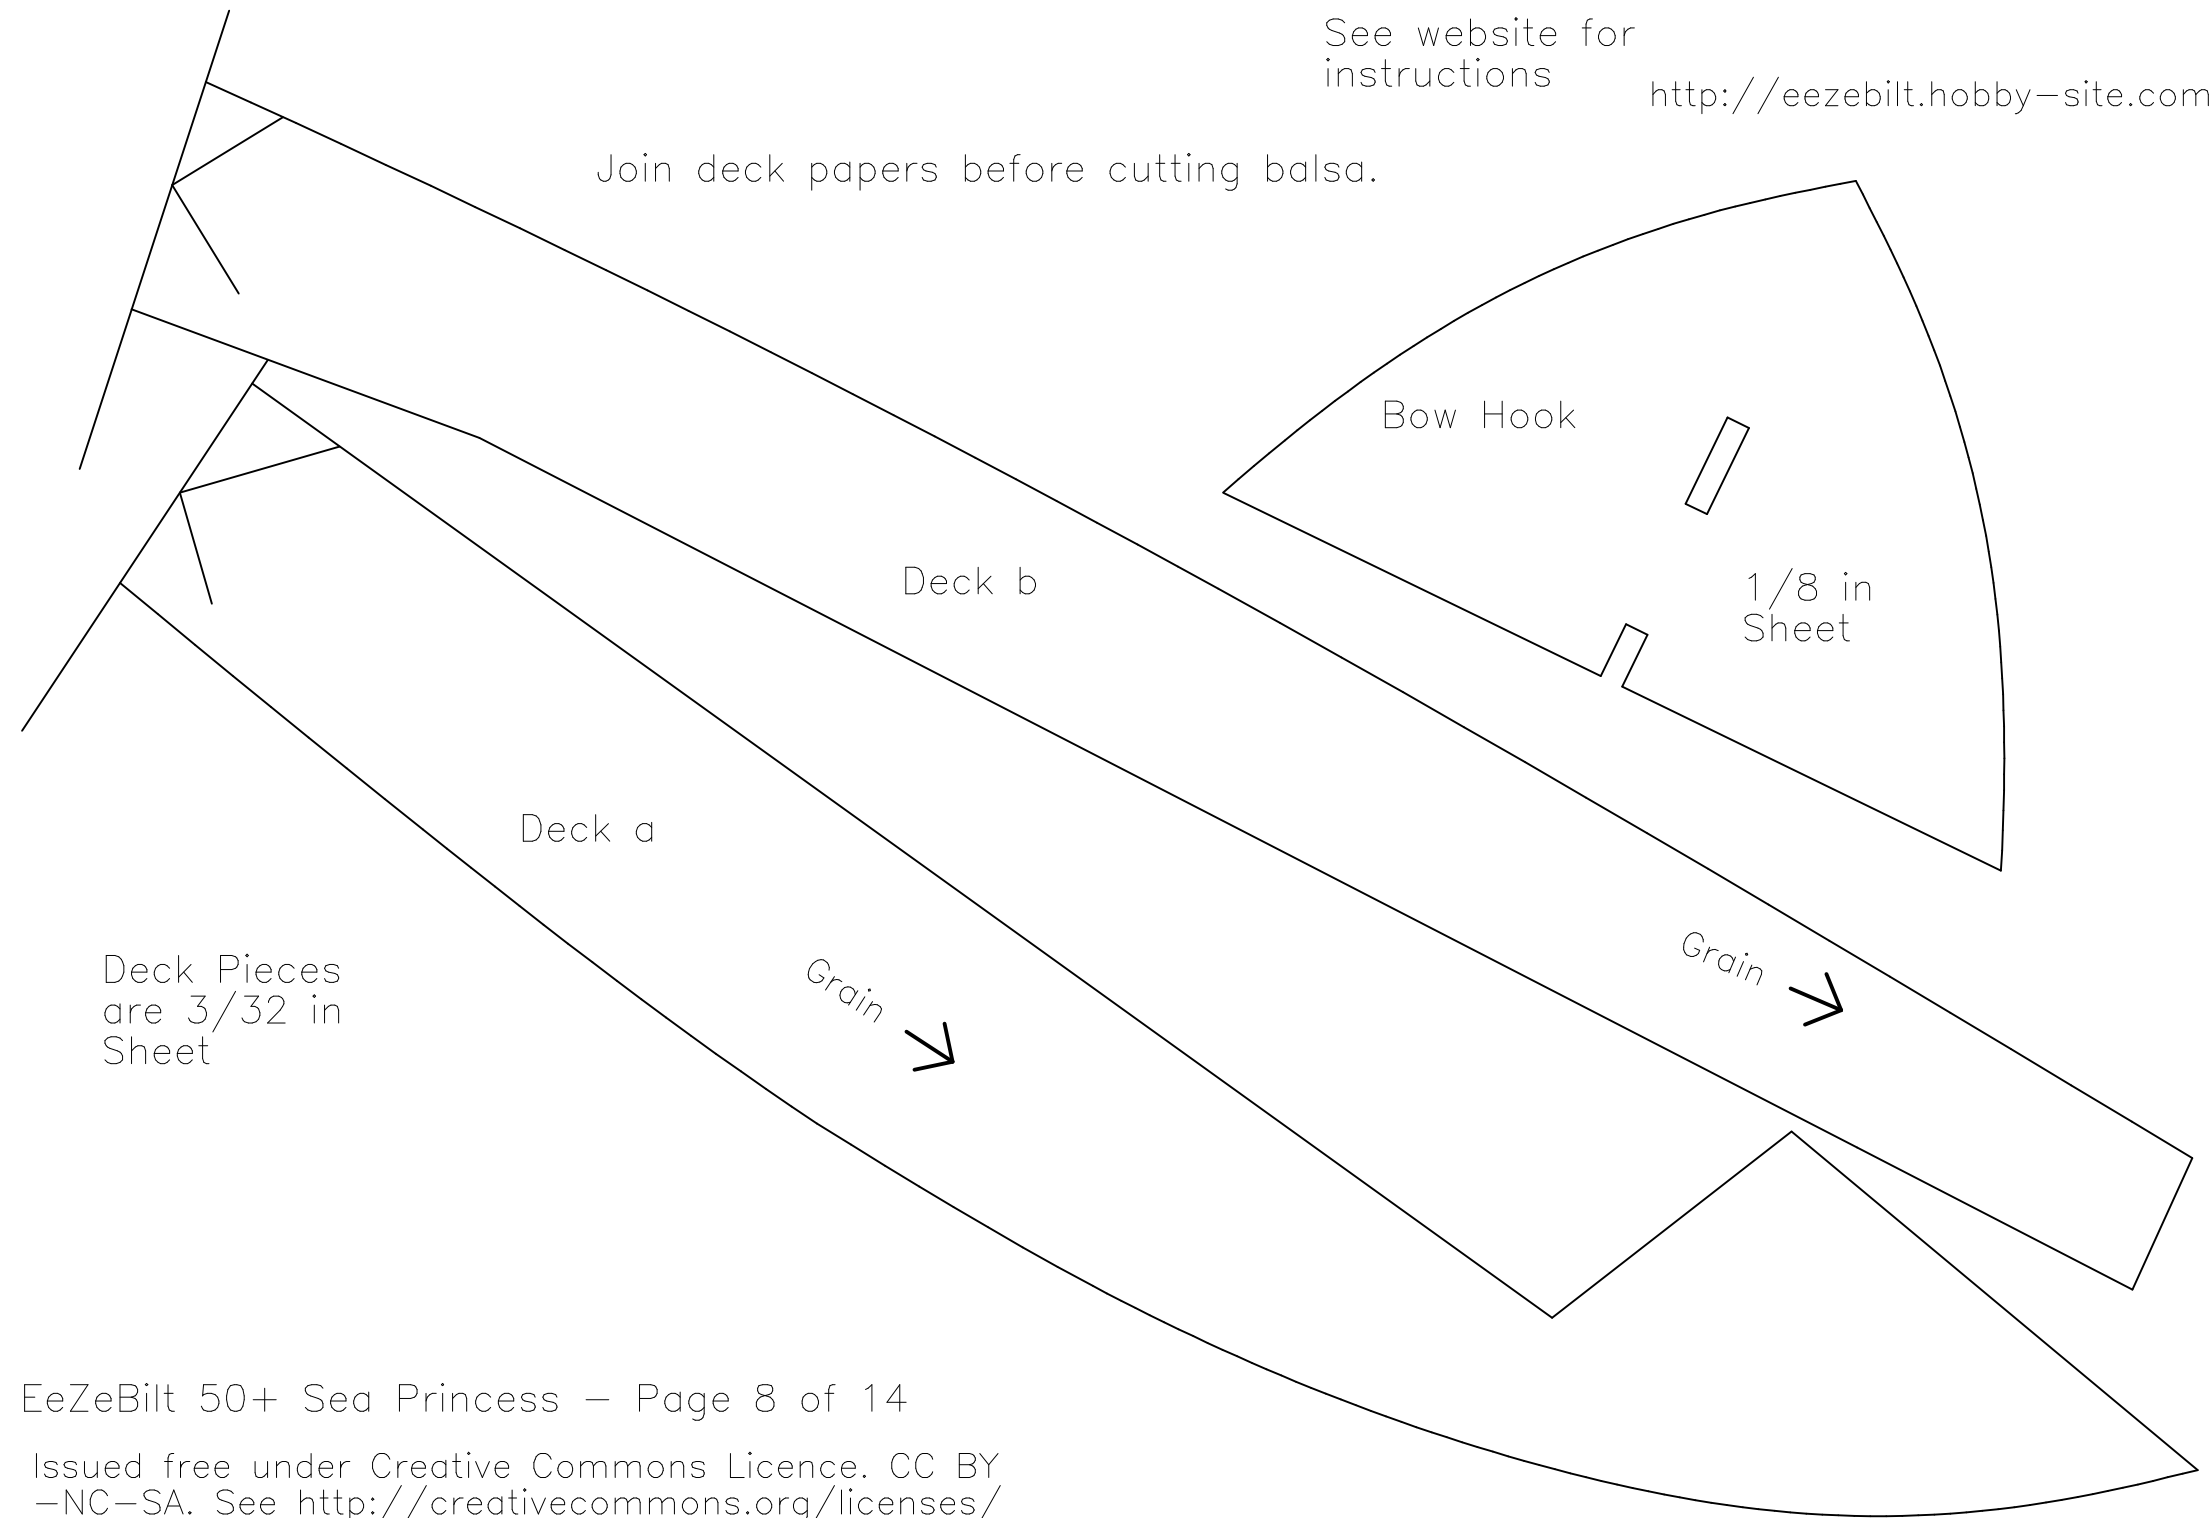 See website for
instructions
http://eezebilt.hobby-site.com
Join deck papers before cutting balsa.
Bow Hook
1/8 in
Sheet
Deck b
Deck a
Grain
Grain
Deck Pieces
are 3/32 in
Sheet
EeZeBilt 50+ Sea Princess - Page 8 of 14
Issued free under Creative Commons Licence. CC BY
-NC-SA. See http://creativecommons.org/licenses/